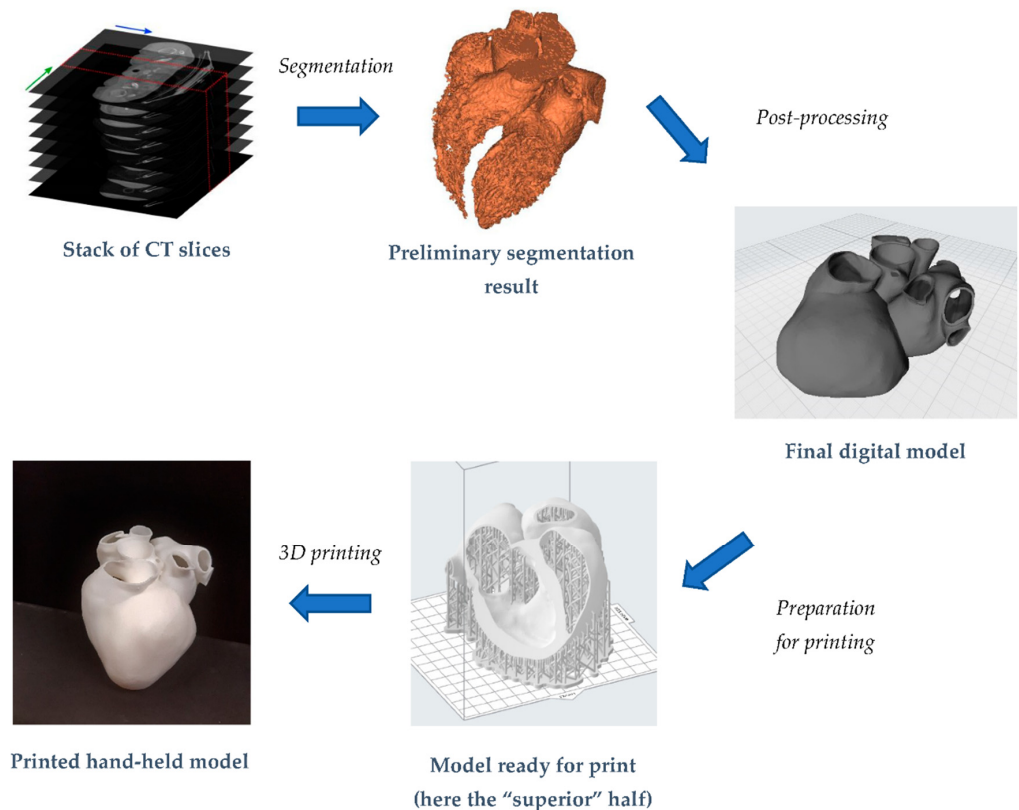 Segmentation
Post-processing
Stack of CT slices
Preliminary segmentation
result
Final digital model
3D printing
Preparation
for printing
Printed hand-held model
Model ready for print
(here the “superior” half)